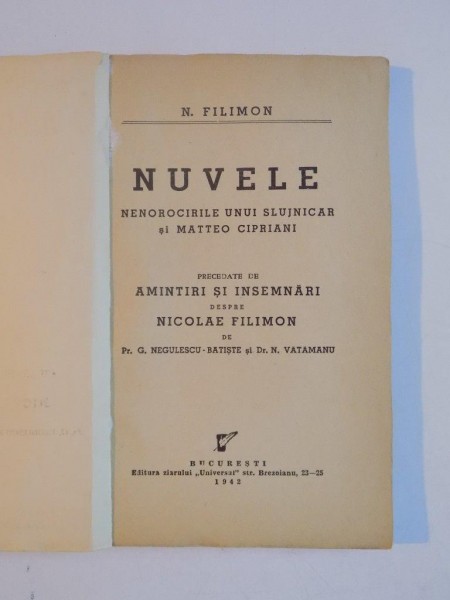 N. FILIMON
NUVELE
NENOROCIRILE UNUI SLUJNICAR
și MATTEO CIPRIANI
PRECEDATE DE
AMINTIRI ȘI INSEMNĂRI
DESPRE
NICOLAE FILIMON
DE
Pr. G. NEGULESCU-BATIȘTE și Dr. N. VATAMANU
BUCUREȘTI
Editura ziarului „Universul" str. Brezoianu, 23—25
1942